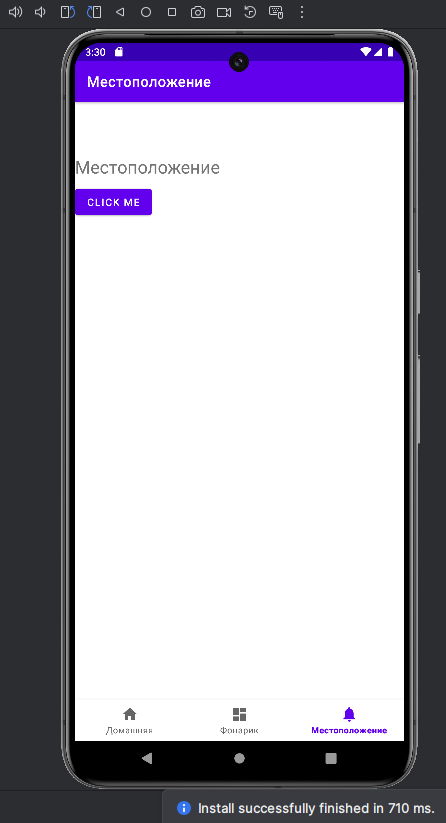 3:30
Местоположение
Местоположение
CLICK ME
Домашняя
Фонарик
Местоположение
Install successfully finished in 710 ms.